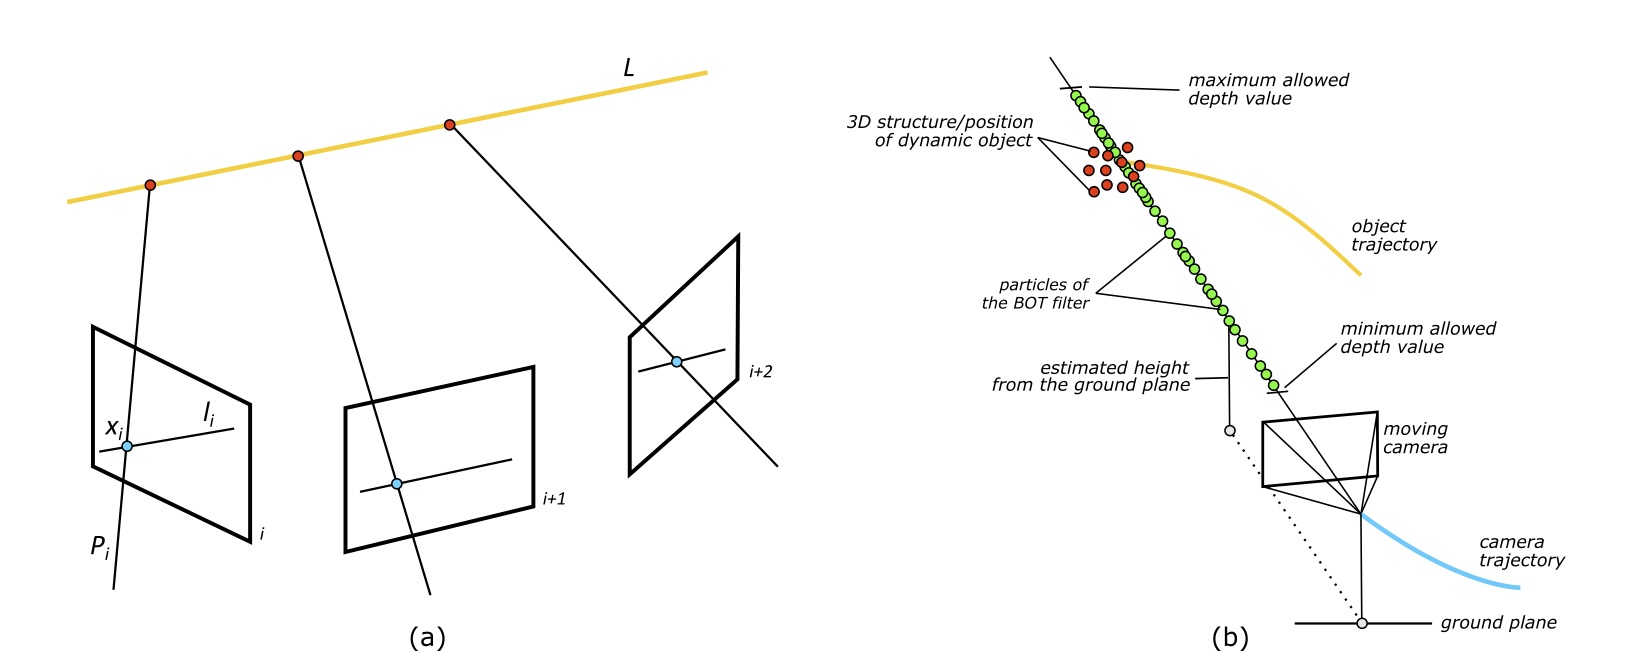 L
x_i
l_i
P_i
i
i+1
i+2
(a)
maximum allowed
depth value
3D structure/position
of dynamic object
object
trajectory
particles of
the BOT filter
minimum allowed
depth value
estimated height
from the ground plane
moving
camera
camera
trajectory
ground plane
(b)